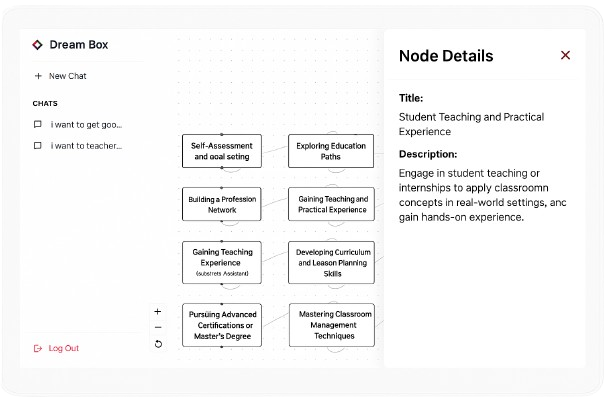 Dream Box
New Chat
CHATS
i want to get goo...
i want to teacher...
Log Out
Self-Assessment
and goal seting
Exploring Education
Paths
Building a Profession
Network
Gaining Teaching and
Practical Experience
Gaining Teaching
Experience
(substrets Assistant)
Developing Curriculum
and Leason Planning
Skills
Pursuing Advanced
Certifications or
Master's Degree
Mastering Classroom
Management
Techniques
Node Details
Title:
Student Teaching and Practical
Experience
Description:
Engage in student teaching or
internships to apply classroomn
concepts in real-world settings, and
gain hands-on experience.